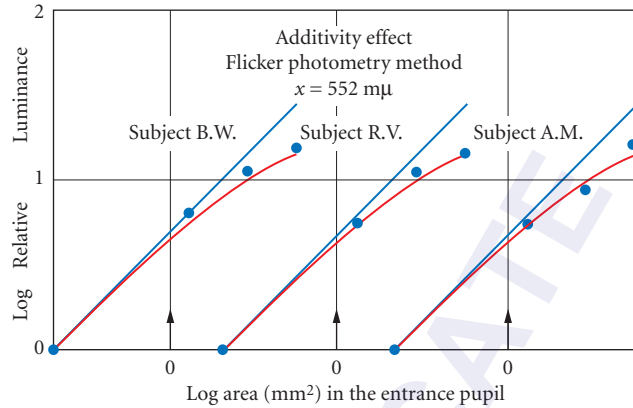 2
Additivity effect
Flicker photometry method
x = 552 mμ
Subject B.W. Subject R.V. Subject A.M.
1
0
Log Relative Luminance
0 0 0
Log area (mm²) in the entrance pupil
CATE